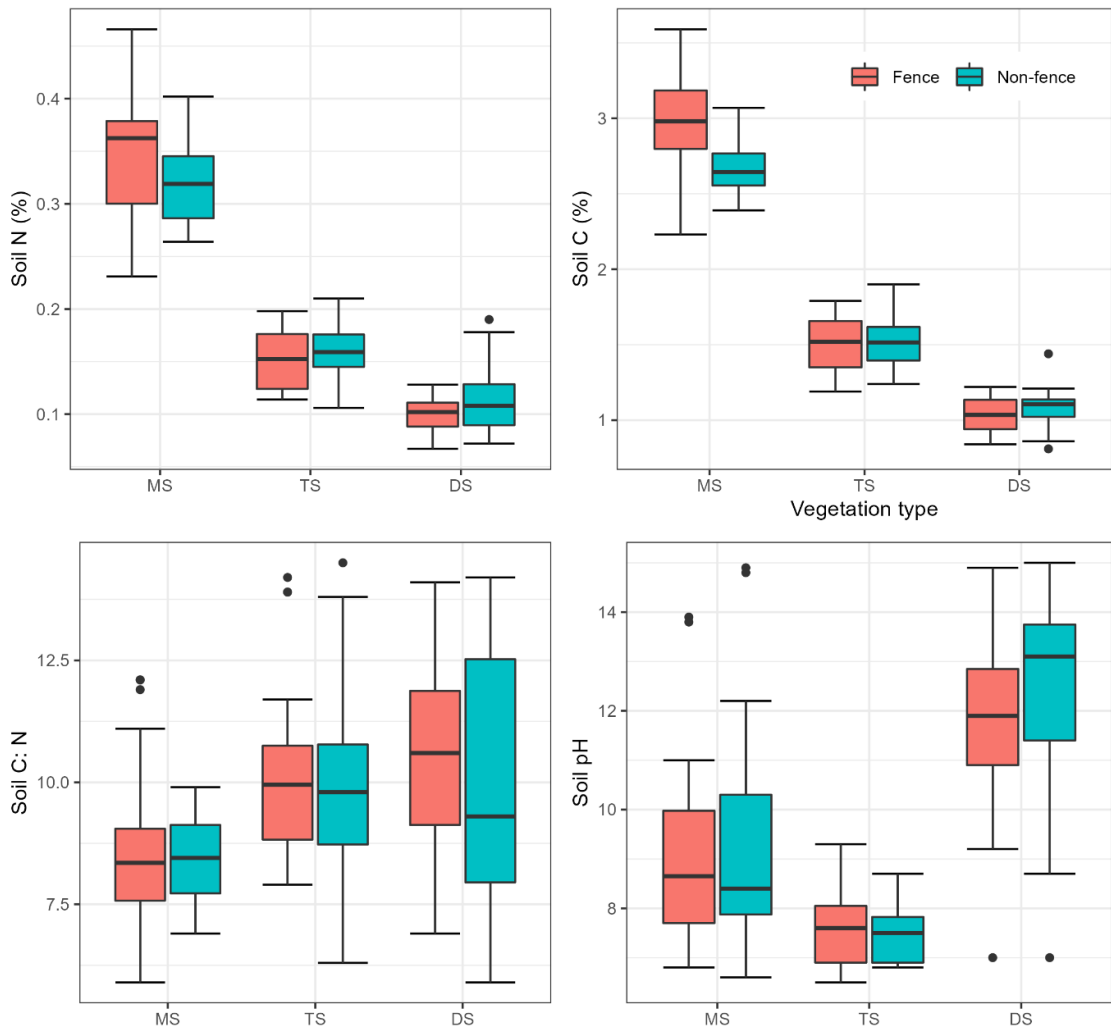 Soil N (%)
0.4
0.3
0.2
0.1
MS TS DS
Soil C (%)
3
2
1
Fence Non-fence
MS TS DS
Vegetation type
Soil C: N
12.5
10.0
7.5
MS TS DS
Soil pH
14
12
10
8
MS TS DS